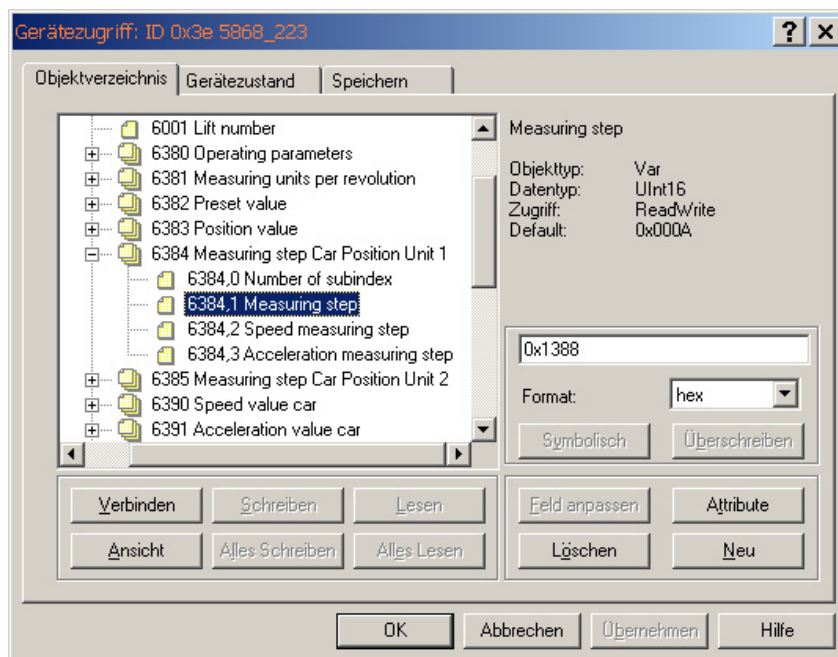 Gerätezugriff: ID 0x3e 5868_223
Objektverzeichnis
Gerätezustand
Speichern
6001 Lift number
6380 Operating parameters
6381 Measuring units per revolution
6382 Preset value
6383 Position value
6384 Measuring step Car Position Unit 1
6384,0 Number of subindex
6384,1 Measuring step
6384,2 Speed measuring step
6384,3 Acceleration measuring step
6385 Measuring step Car Position Unit 2
6390 Speed value car
6391 Acceleration value car
Measuring step
Objekttyp: Var
Datentyp: UInt16
Zugriff: ReadWrite
Default: 0x000A
0x1388
Format: hex
Symbolisch Überschreiben
Verbinden Schreiben Lesen
Ansicht Alles Schreiben Alles Lesen
Feld anpassen Attribute
Löschen Neu
OK Abbrechen Übernehmen Hilfe